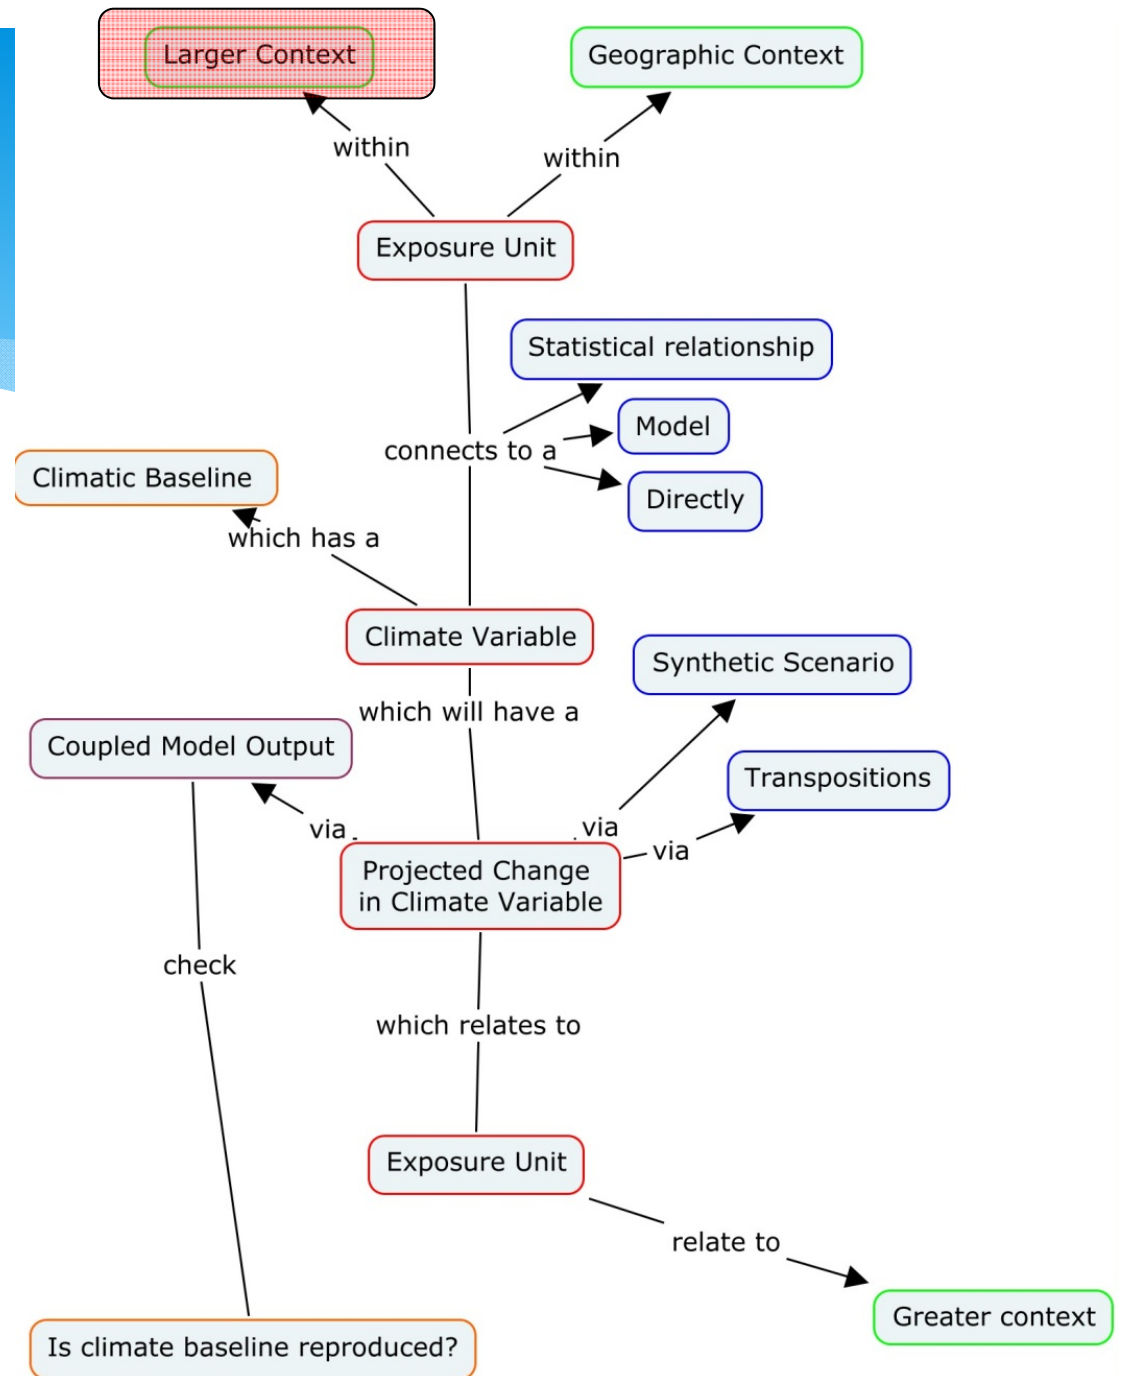 Larger Context
Geographic Context
within
within
Exposure Unit
Statistical relationship
Model
connects to a
Climatic Baseline
Directly
which has a
Climate Variable
Synthetic Scenario
which will have a
Coupled Model Output
Transpositions
via
via
via
Projected Change
in Climate Variable
check
which relates to
Exposure Unit
relate to
Greater context
Is climate baseline reproduced?